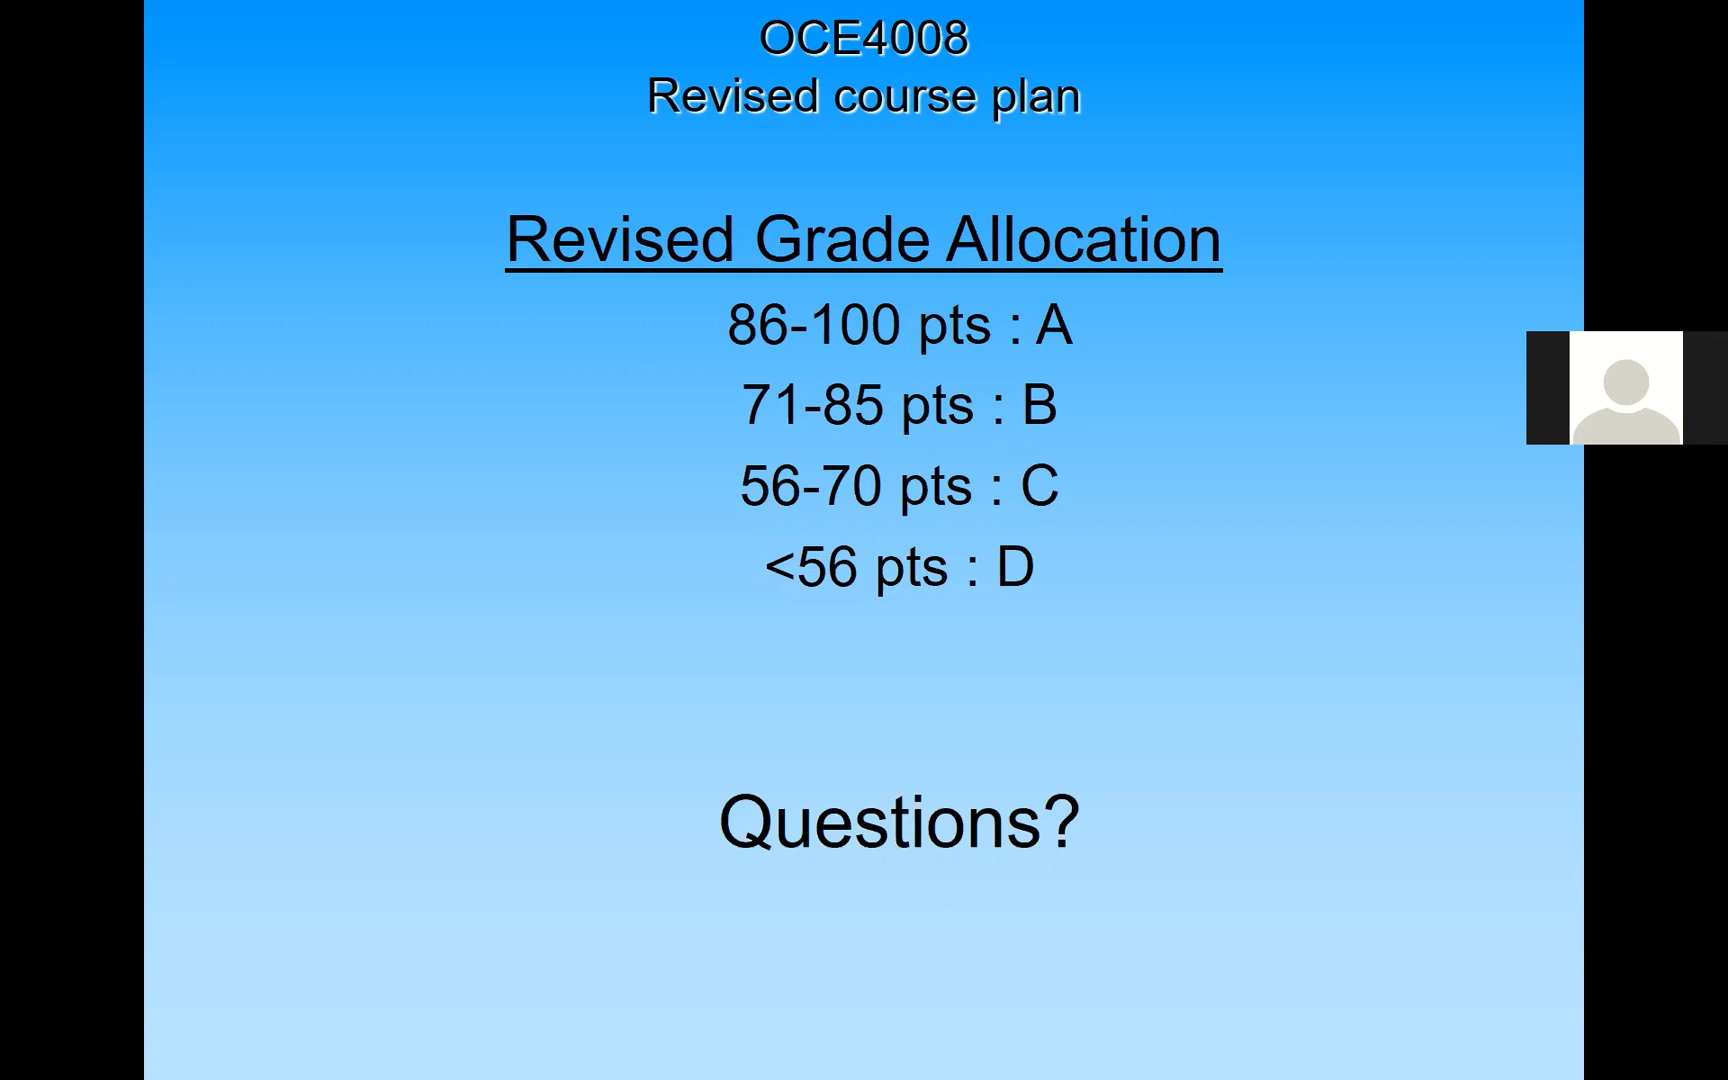 OCE4008
Revised course plan
Revised Grade Allocation
86-100 pts : A
71-85 pts : B
56-70 pts : C
<56 pts : D
Questions?